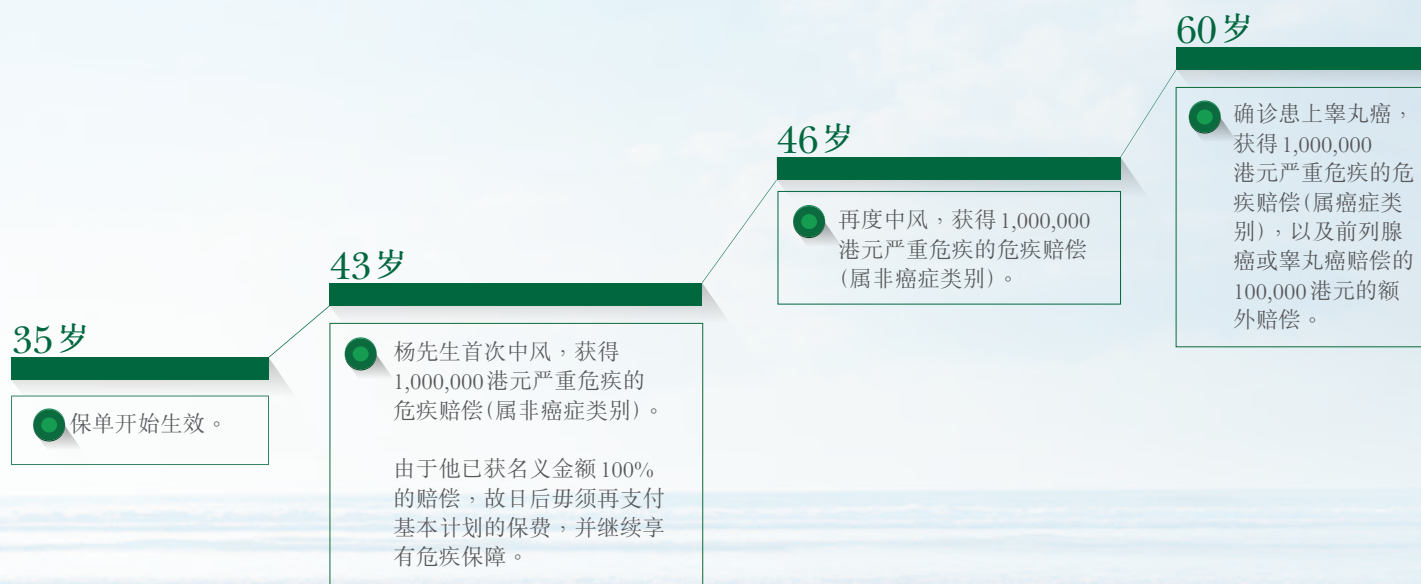 35岁
保单开始生效。
43岁
杨先生首次中风，获得
1,000,000港元严重危疾的
危疾赔偿(属非癌症类别)。
由于他已获名义金额100%
的赔偿，故日后毋须再支付
基本计划的保费，并继续享
有危疾保障。
46岁
再度中风，获得1,000,000
港元严重危疾的危疾赔偿
(属非癌症类别)。
60岁
确诊患上睾丸癌，
获得1,000,000
港元严重危疾的危
疾赔偿(属癌症类
别)，以及前列腺
癌或睾丸癌赔偿的
100,000港元的额
外赔偿。